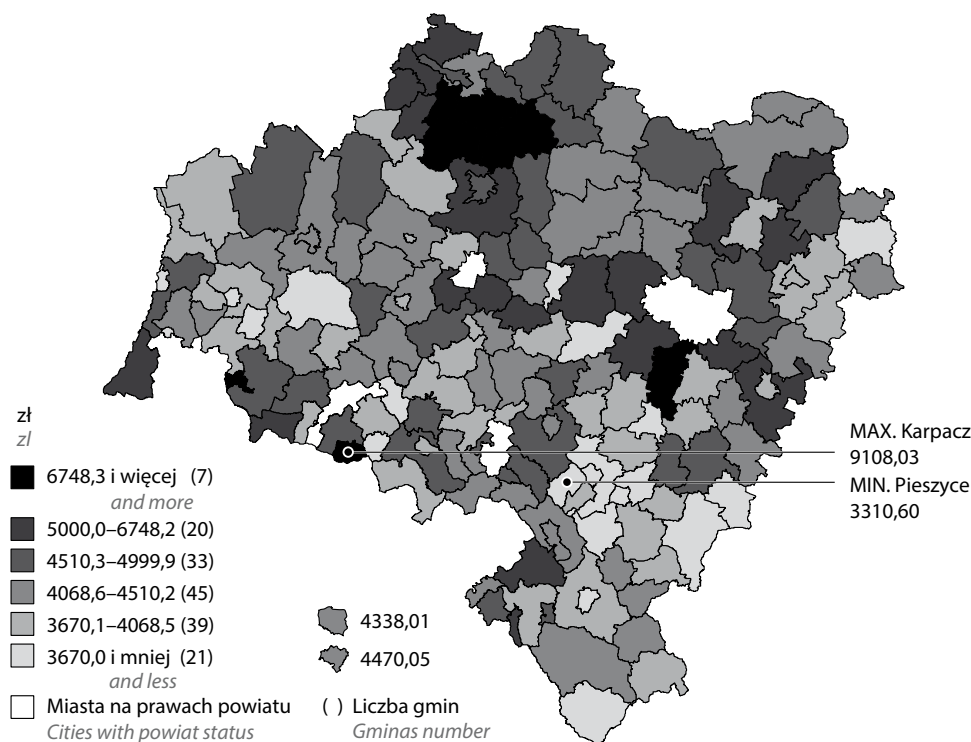 zł
zl
6748,3 i więcej (7)
and more
5000,0–6748,2 (20)
4510,3–4999,9 (33)
4068,6–4510,2 (45)
3670,1–4068,5 (39)
3670,0 i mniej (21)
and less
Miasta na prawach powiatu
Cities with powiat status
4338,01
4470,05
( ) Liczba gmin
Gminas number
MAX. Karpacz
9108,03
MIN. Pieszyce
3310,60